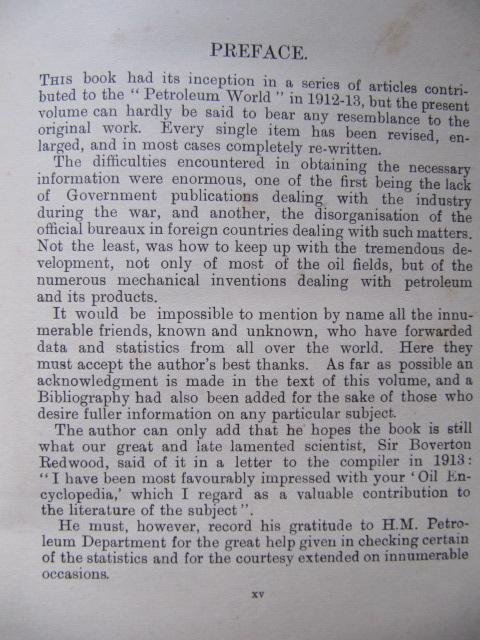 PREFACE.
THIS book had its inception in a series of articles contri-
buted to the "Petroleum World" in 1912-13, but the present
volume can hardly be said to bear any resemblance to the
original work. Every single item has been revised, en-
larged, and in most cases completely re-written.
The difficulties encountered in obtaining the necessary
information were enormous, one of the first being the lack
of Government publications dealing with the industry
during the war, and another, the disorganisation of the
official bureaux in foreign countries dealing with such matters.
Not the least, was how to keep up with the tremendous de-
velopment, not only of most of the oil fields, but of the
numerous mechanical inventions dealing with petroleum
and its products.
It would be impossible to mention by name all the innu-
merable friends, known and unknown, who have forwarded
data and statistics from all over the world. Here they
must accept the author's best thanks. As far as possible an
acknowledgment is made in the text of this volume, and a
Bibliography had also been added for the sake of those who
desire fuller information on any particular subject.
The author can only add that he hopes the book is still
what our great and late lamented scientist, Sir Boverton
Redwood, said of it in a letter to the compiler in 1913:
"I have been most favourably impressed with your 'Oil En-
cyclopedia,' which I regard as a valuable contribution to
the literature of the subject".
He must, however, record his gratitude to H.M. Petro-
leum Department for the great help given in checking certain
of the statistics and for the courtesy extended on innumerable
occasions.
xv